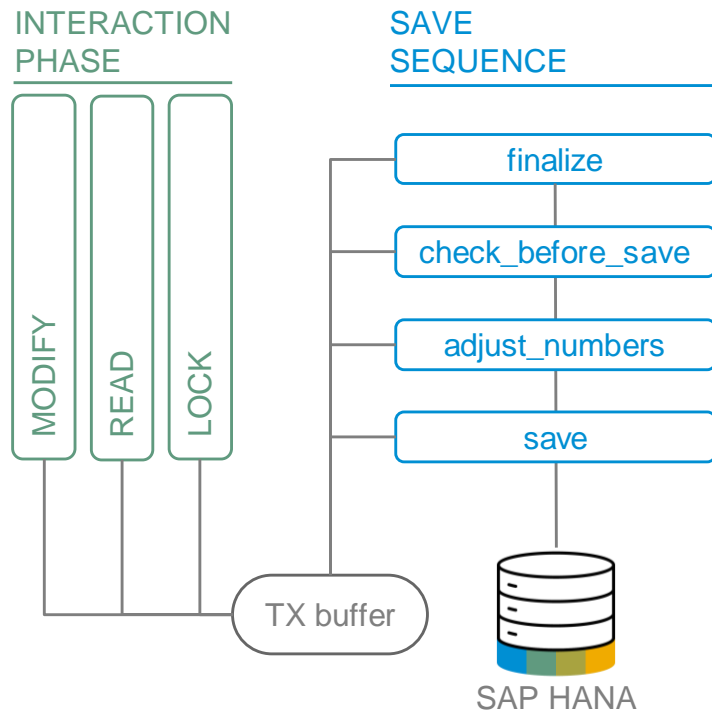 INTERACTION
PHASE
SAVE
SEQUENCE
MODIFY
READ
LOCK
finalize
check_before_save
adjust_numbers
save
TX buffer
SAP HANA